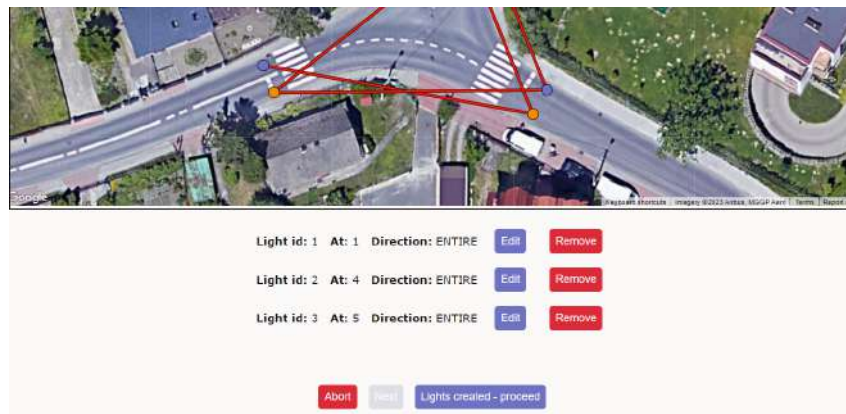 Google
Keyboard shortcuts Imagery ©2023 Airbus, MGGP Aero Terms Report
Light id: 1 At: 1 Direction: ENTIRE Edit Remove
Light id: 2 At: 4 Direction: ENTIRE Edit Remove
Light id: 3 At: 5 Direction: ENTIRE Edit Remove
Abort Next Lights created - proceed